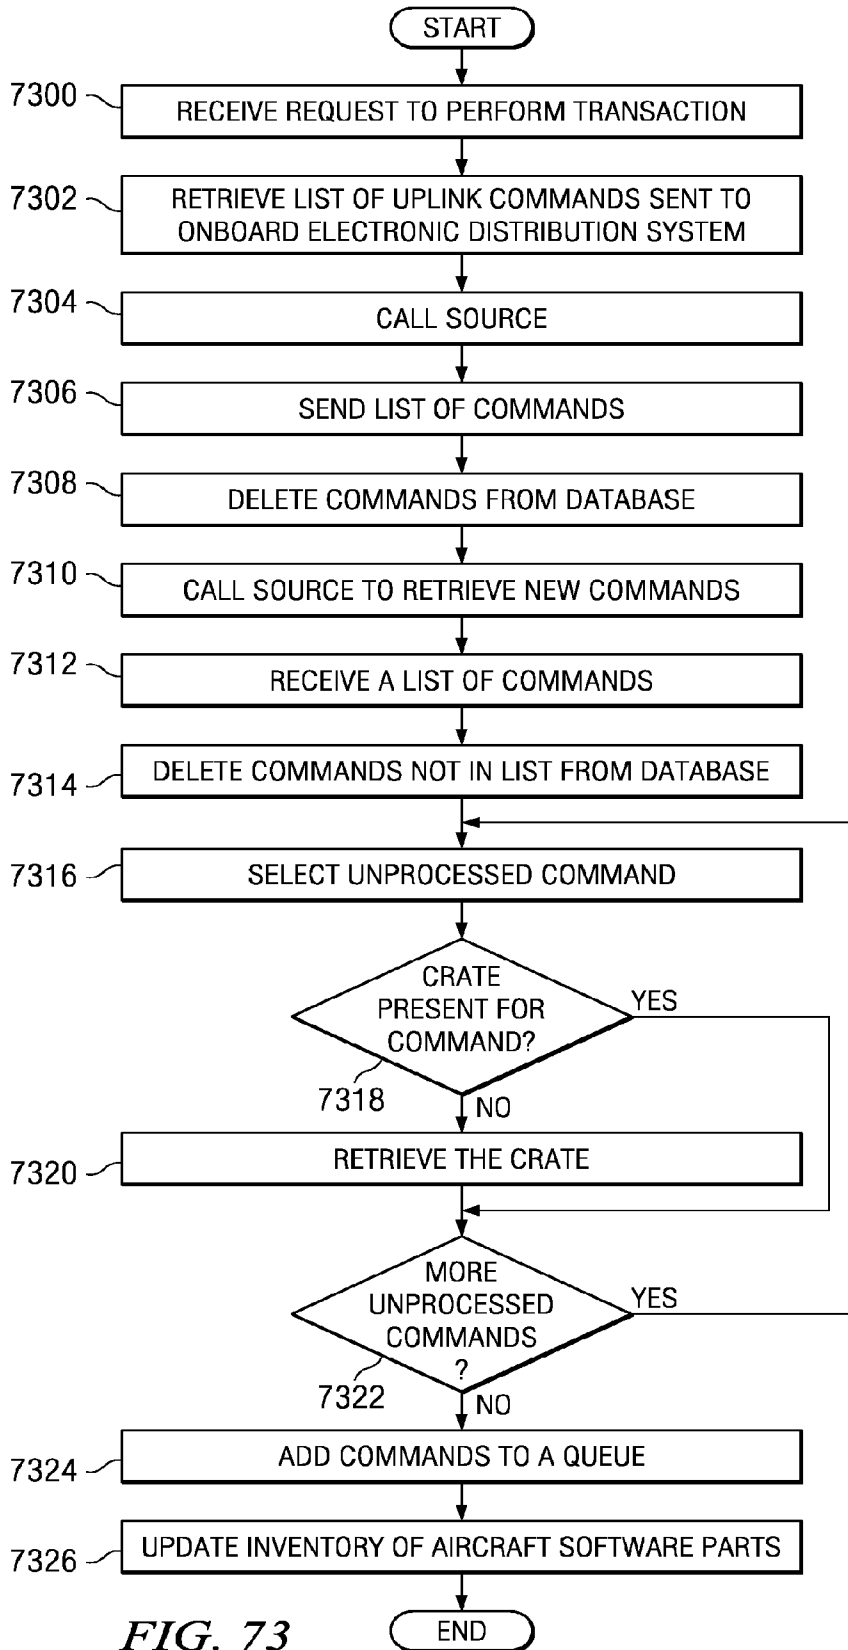 START
7300
RECEIVE REQUEST TO PERFORM TRANSACTION
7302
RETRIEVE LIST OF UPLINK COMMANDS SENT TO
ONBOARD ELECTRONIC DISTRIBUTION SYSTEM
7304
CALL SOURCE
7306
SEND LIST OF COMMANDS
7308
DELETE COMMANDS FROM DATABASE
7310
CALL SOURCE TO RETRIEVE NEW COMMANDS
7312
RECEIVE A LIST OF COMMANDS
7314
DELETE COMMANDS NOT IN LIST FROM DATABASE
7316
SELECT UNPROCESSED COMMAND
CRATE
PRESENT FOR
COMMAND?
YES
7318
NO
7320
RETRIEVE THE CRATE
MORE
UNPROCESSED
COMMANDS
?
YES
7322
NO
7324
ADD COMMANDS TO A QUEUE
7326
UPDATE INVENTORY OF AIRCRAFT SOFTWARE PARTS
FIG. 73
END